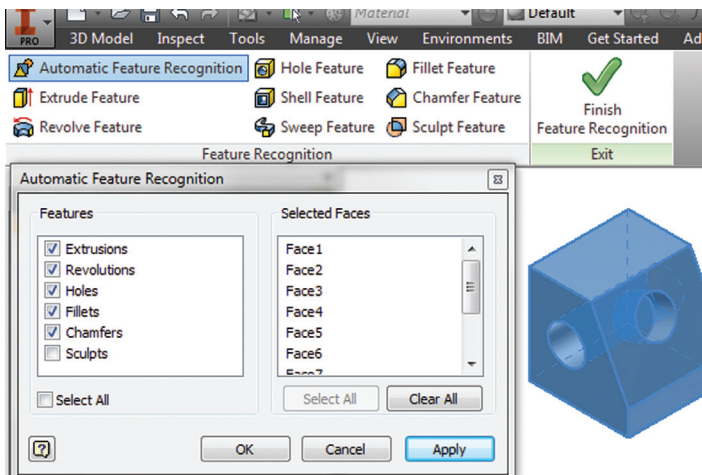 Material Default
PRO 3D Model Inspect Tools Manage View Environments BIM Get Started Ad
Automatic Feature Recognition Hole Feature Fillet Feature
Extrude Feature Shell Feature Chamfer Feature
Revolve Feature Sweep Feature Sculpt Feature
Finish
Feature Recognition
Feature Recognition Exit
Automatic Feature Recognition
Features Selected Faces
Extrusions Face1
Revolutions Face2
Holes Face3
Fillets Face4
Chamfers Face5
Sculpts Face6
Face7
Select All Select All Clear All
OK Cancel Apply